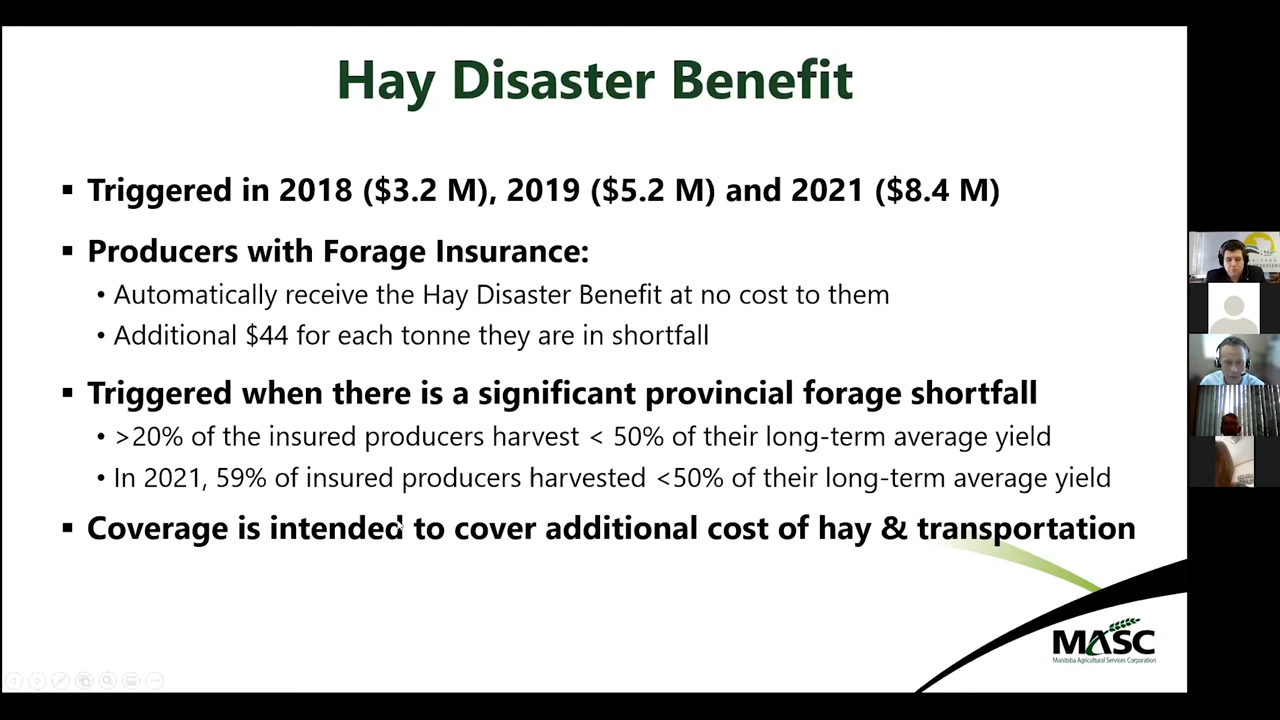 Hay Disaster Benefit
▪ Triggered in 2018 ($3.2 M), 2019 ($5.2 M) and 2021 ($8.4 M)
▪ Producers with Forage Insurance:
• Automatically receive the Hay Disaster Benefit at no cost to them
• Additional $44 for each tonne they are in shortfall
▪ Triggered when there is a significant provincial forage shortfall
• >20% of the insured producers harvest < 50% of their long-term average yield
• In 2021, 59% of insured producers harvested <50% of their long-term average yield
▪ Coverage is intended to cover additional cost of hay & transportation
MASC
Manitoba Agricultural Services Corporation